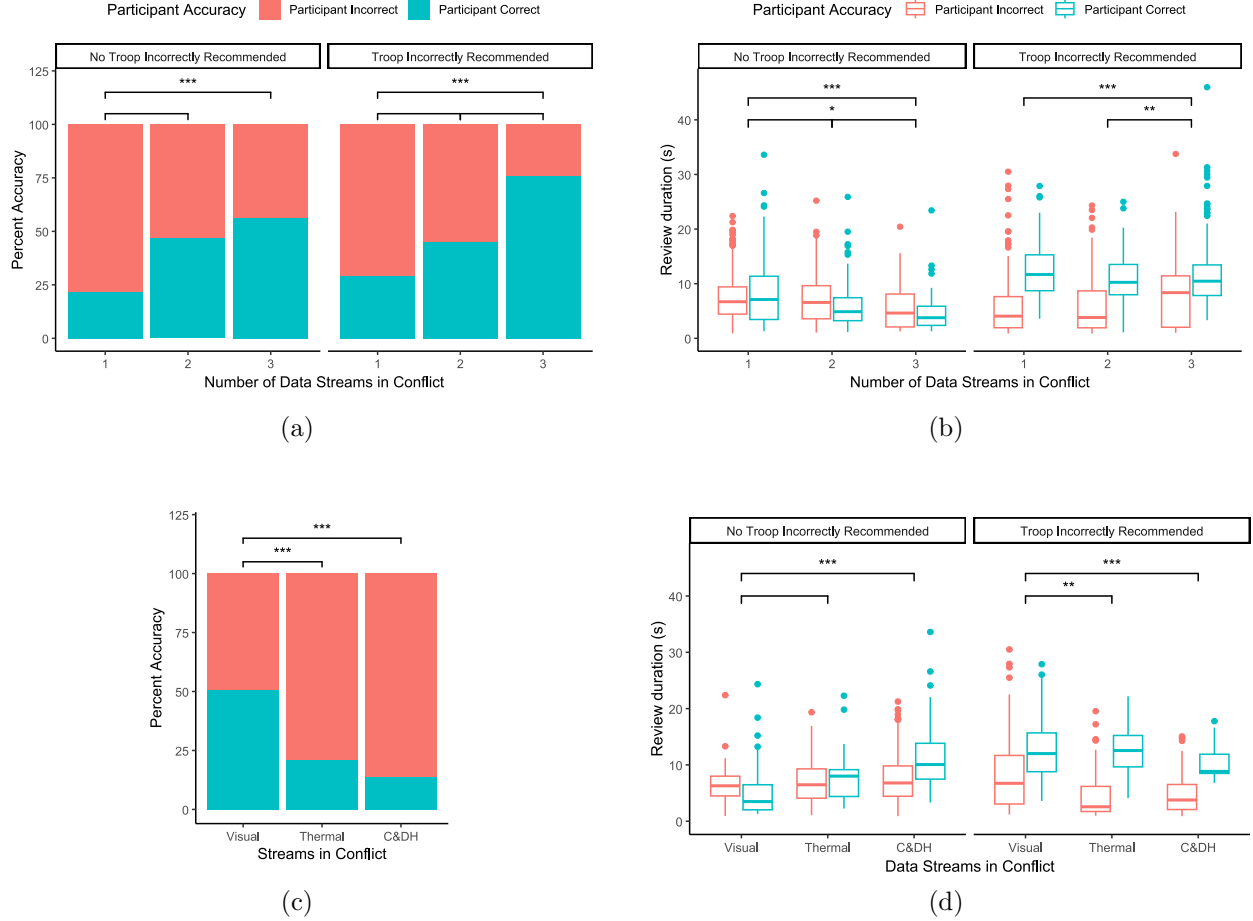 Participant Accuracy Participant Incorrect Participant Correct
No Troop Incorrectly Recommended Troop Incorrectly Recommended
125
100
75
50
25
0
*** ***
Percent Accuracy
1 2 3 1 2 3
Number of Data Streams in Conflict
(a)
Participant Accuracy Participant Incorrect Participant Correct
No Troop Incorrectly Recommended Troop Incorrectly Recommended
*** ***
* **
40
30
20
10
0
Review duration (s)
1 2 3 1 2 3
Number of Data Streams in Conflict
(b)
125
100
75
50
25
0
***
***
Percent Accuracy
Visual Thermal C&DH
Streams in Conflict
(c)
No Troop Incorrectly Recommended Troop Incorrectly Recommended
*** ***
**
40
30
20
10
0
Review duration (s)
Visual Thermal C&DH Visual Thermal C&DH
Data Streams in Conflict
(d)